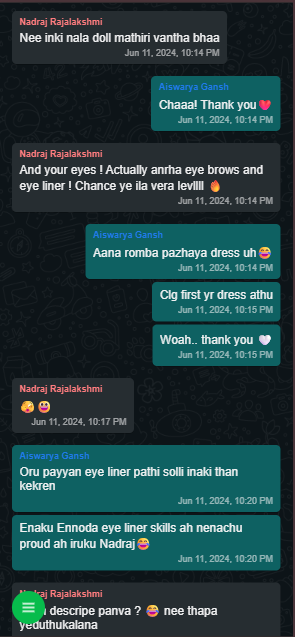 Nadraj Rajalakshmi
Nee inki nala doll mathiri vantha bhaa
Jun 11, 2024, 10:14 PM
Aiswarya Gansh
Chaaa! Thank you💗
Jun 11, 2024, 10:14 PM
Nadraj Rajalakshmi
And your eyes ! Actually anrha eye brows and
eye liner ! Chance ye ila vera levllll 🔥
Jun 11, 2024, 10:14 PM
Aiswarya Gansh
Aana romba pazhaya dress uh😂
Jun 11, 2024, 10:14 PM
Clg first yr dress athu
Jun 11, 2024, 10:15 PM
Woah.. thank you 🤍
Jun 11, 2024, 10:15 PM
Nadraj Rajalakshmi
Jun 11, 2024, 10:17 PM
Aiswarya Gansh
Oru payyan eye liner pathi solli inaki than
kekren
Jun 11, 2024, 10:20 PM
Enaku Ennoda eye liner skills ah nenachu
proud ah iruku Nadraj😂
Jun 11, 2024, 10:20 PM
Nadraj Rajalakshmi
descripe panva ? 😂 nee thapa
yeduthukalana